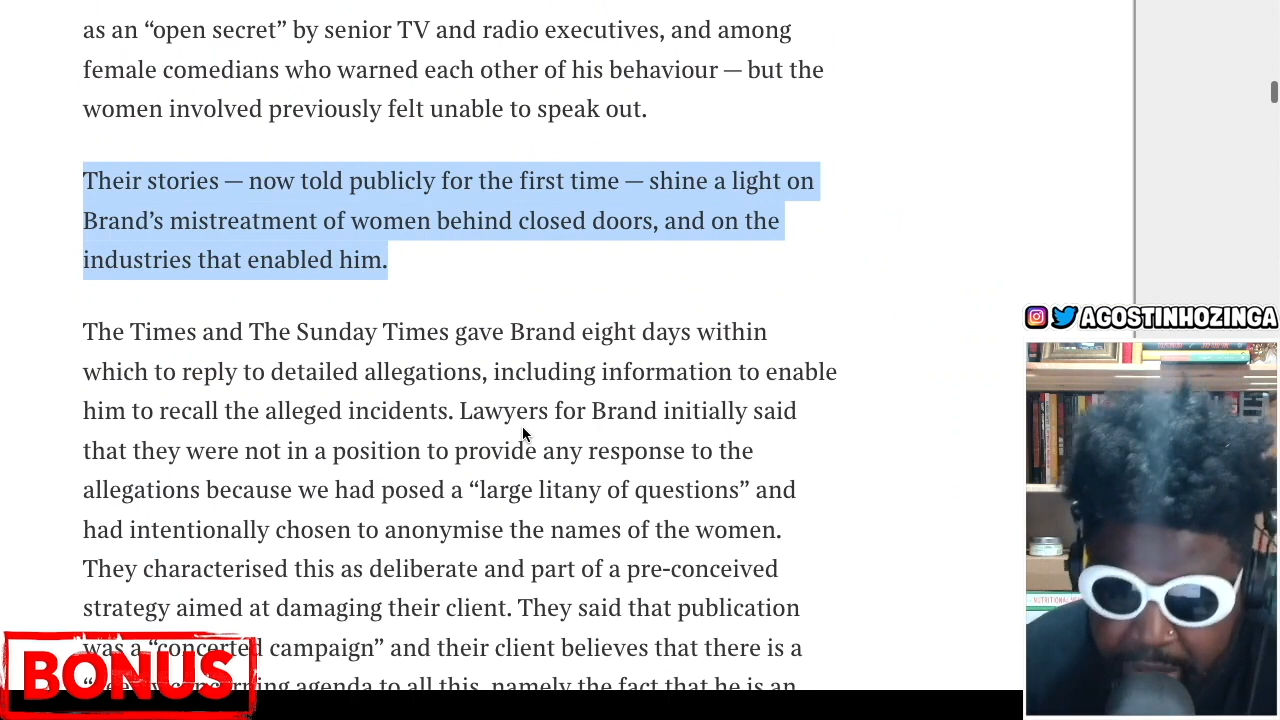 as an “open secret” by senior TV and radio executives, and among
female comedians who warned each other of his behaviour — but the
women involved previously felt unable to speak out.
Their stories — now told publicly for the first time — shine a light on
Brand’s mistreatment of women behind closed doors, and on the
industries that enabled him.
The Times and The Sunday Times gave Brand eight days within
which to reply to detailed allegations, including information to enable
him to recall the alleged incidents. Lawyers for Brand initially said
that they were not in a position to provide any response to the
allegations because we had posed a “large litany of questions” and
had intentionally chosen to anonymise the names of the women.
They characterised this as deliberate and part of a pre-conceived
strategy aimed at damaging their client. They said that publication
was a “concerted campaign” and their client believes that there is a
concerning agenda to all this, namely the fact that he is an
BONUS
AGOSTINHOZINGA